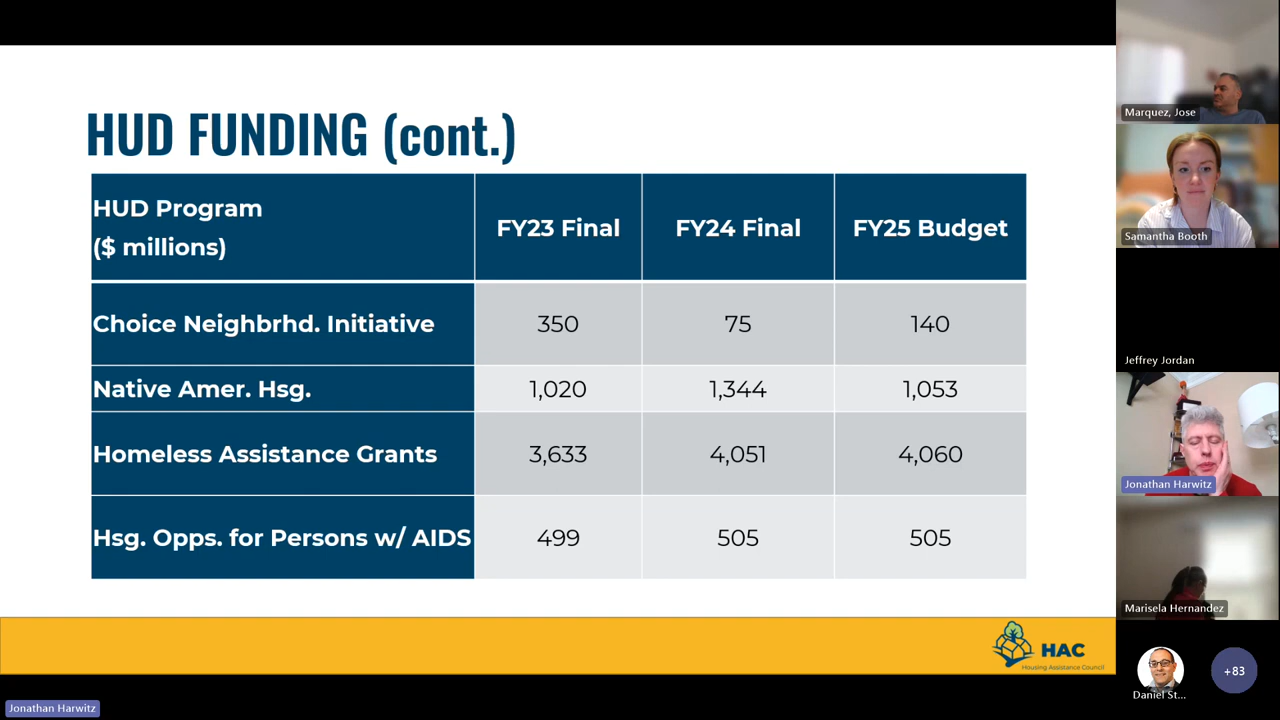 HUD FUNDING (cont.)
HUD Program
($ millions)
FY23 Final
FY24 Final
FY25 Budget
Choice Neighbrhd. Initiative
350
75
140
Native Amer. Hsg.
1,020
1,344
1,053
Homeless Assistance Grants
3,633
4,051
4,060
Hsg. Opps. for Persons w/ AIDS
499
505
505
HAC
Housing Assistance Council
Jonathan Harwitz
Marquez, Jose
Samantha Booth
Jeffrey Jordan
Jonathan Harwitz
Marisela Hernandez
Daniel St...
+83